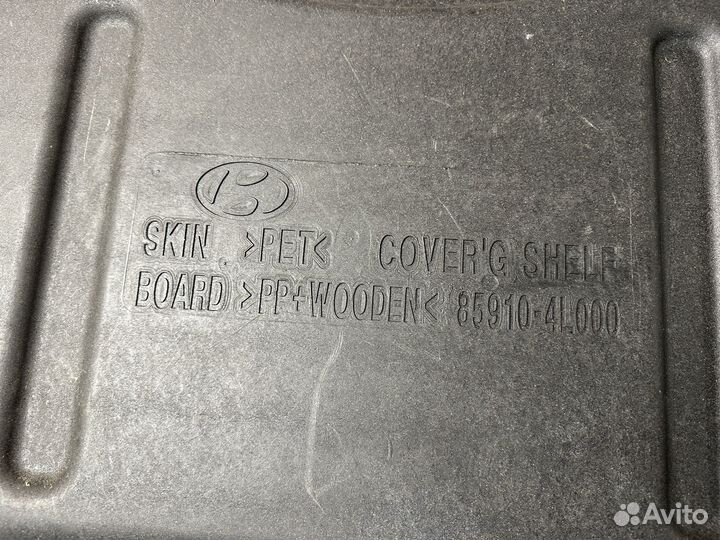 SKIN >PET< COVER'G SHELF
BOARD >PP+WOODEN< 85910-4L000
Avito